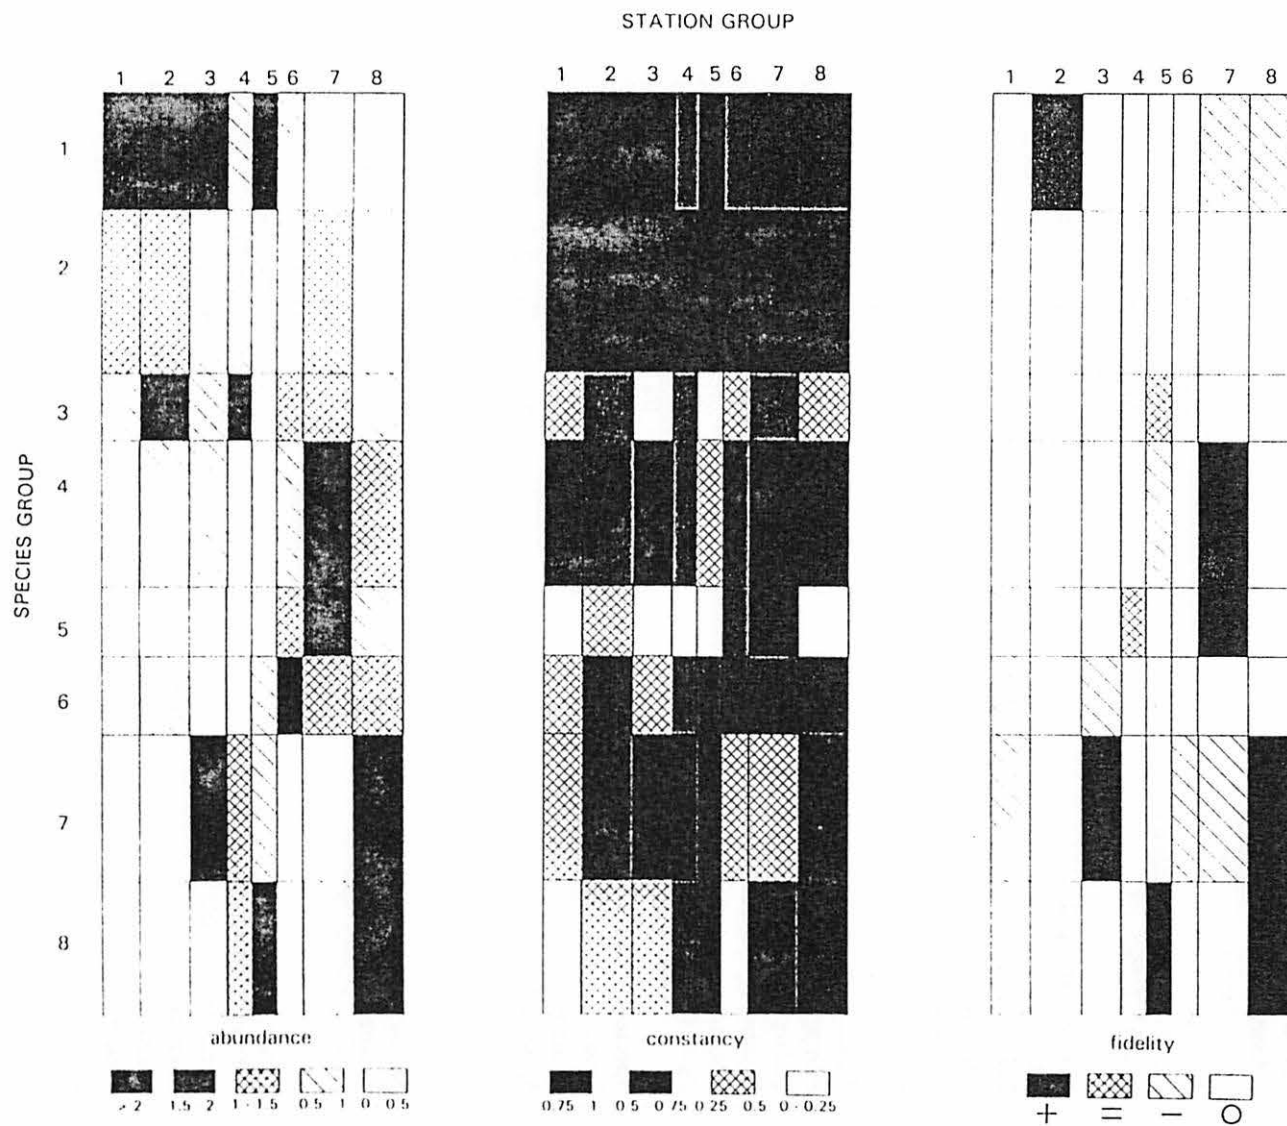 STATION GROUP
1 2 3 4 5 6 7 8 1 2 3 4 5 6 7 8 1 2 3 4 5 6 7 8
1
2
3
4
5
6
7
8
SPECIES GROUP
abundance constancy fidelity
> 2 1.5 2 1 - 1.5 0.5 1 0 0.5 0.75 1 0.5 0.75 0.25 0.5 0 - 0.25 + = − O